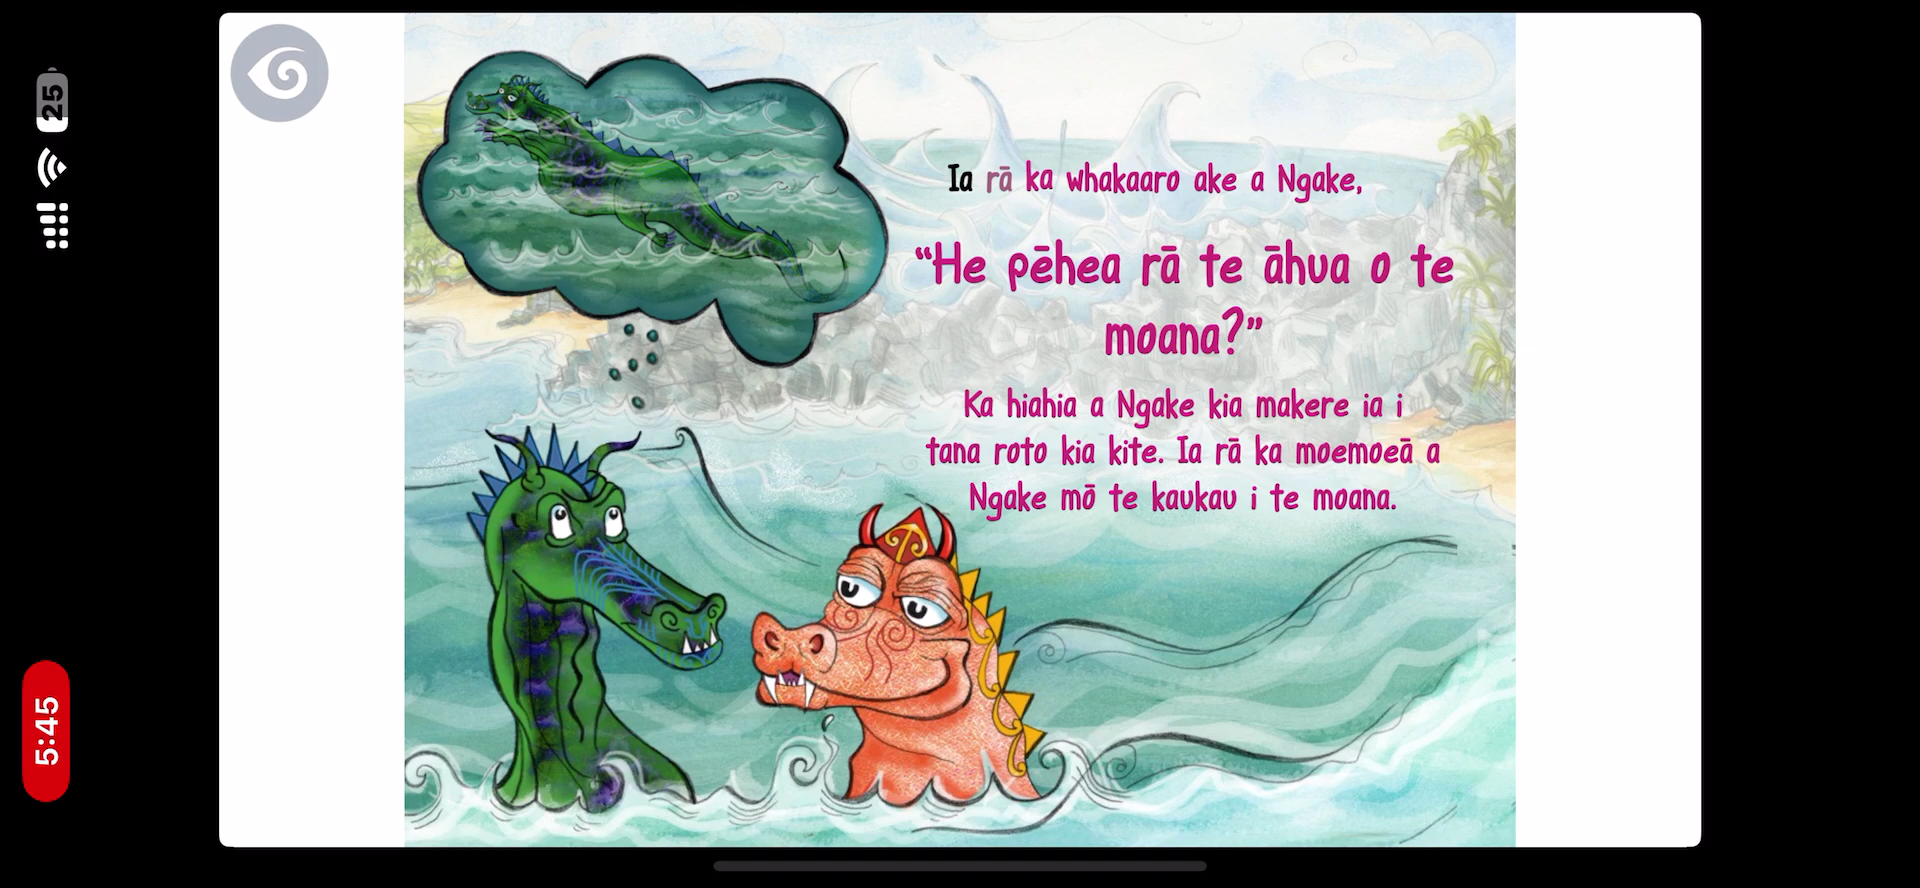 25
5:45
Ia rā ka whakaaro ake a Ngake,
“He pēhea rā te āhua o te
moana?”
Ka hiahia a Ngake kia makere ia i
tana roto kia kite. Ia rā ka moemoeā a
Ngake mō te kaukau i te moana.